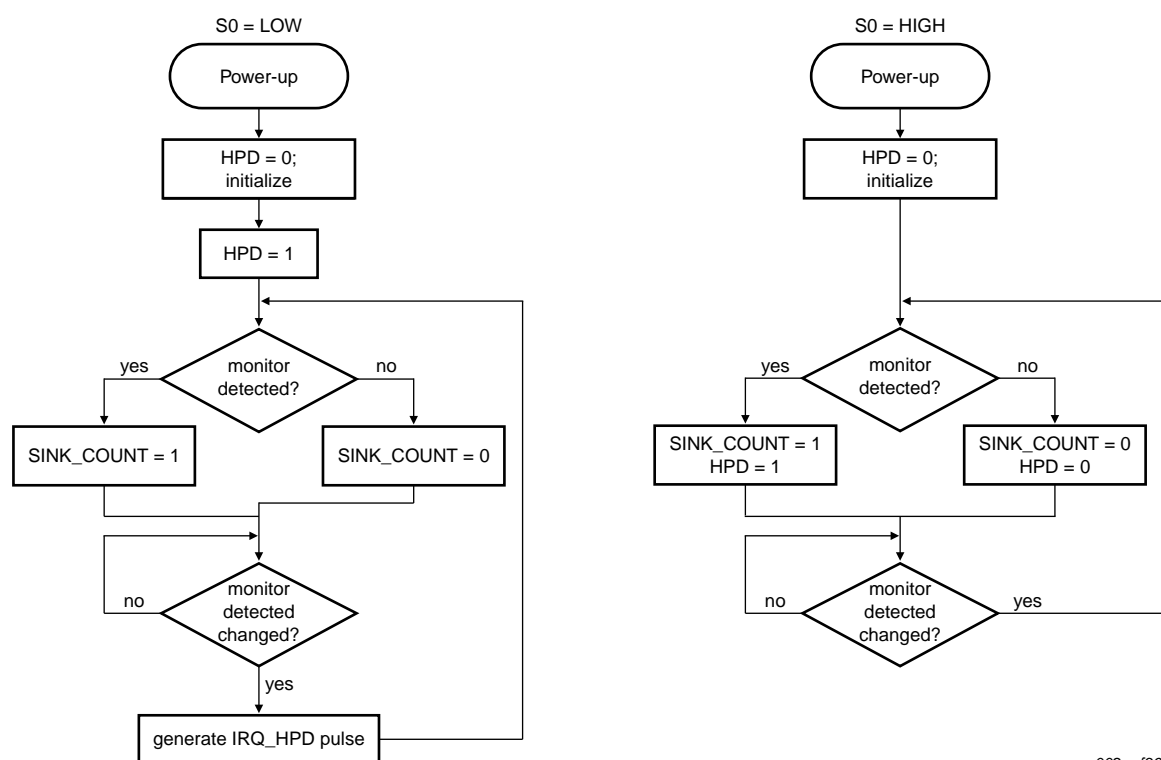 S0 = LOW
Power-up
HPD = 0;
initialize
HPD = 1
monitor
detected?
yes
no
SINK_COUNT = 1
SINK_COUNT = 0
monitor
detected
changed?
no
yes
generate IRQ_HPD pulse
S0 = HIGH
Power-up
HPD = 0;
initialize
monitor
detected?
yes
no
SINK_COUNT = 1
HPD = 1
SINK_COUNT = 0
HPD = 0
monitor
detected
changed?
no
yes